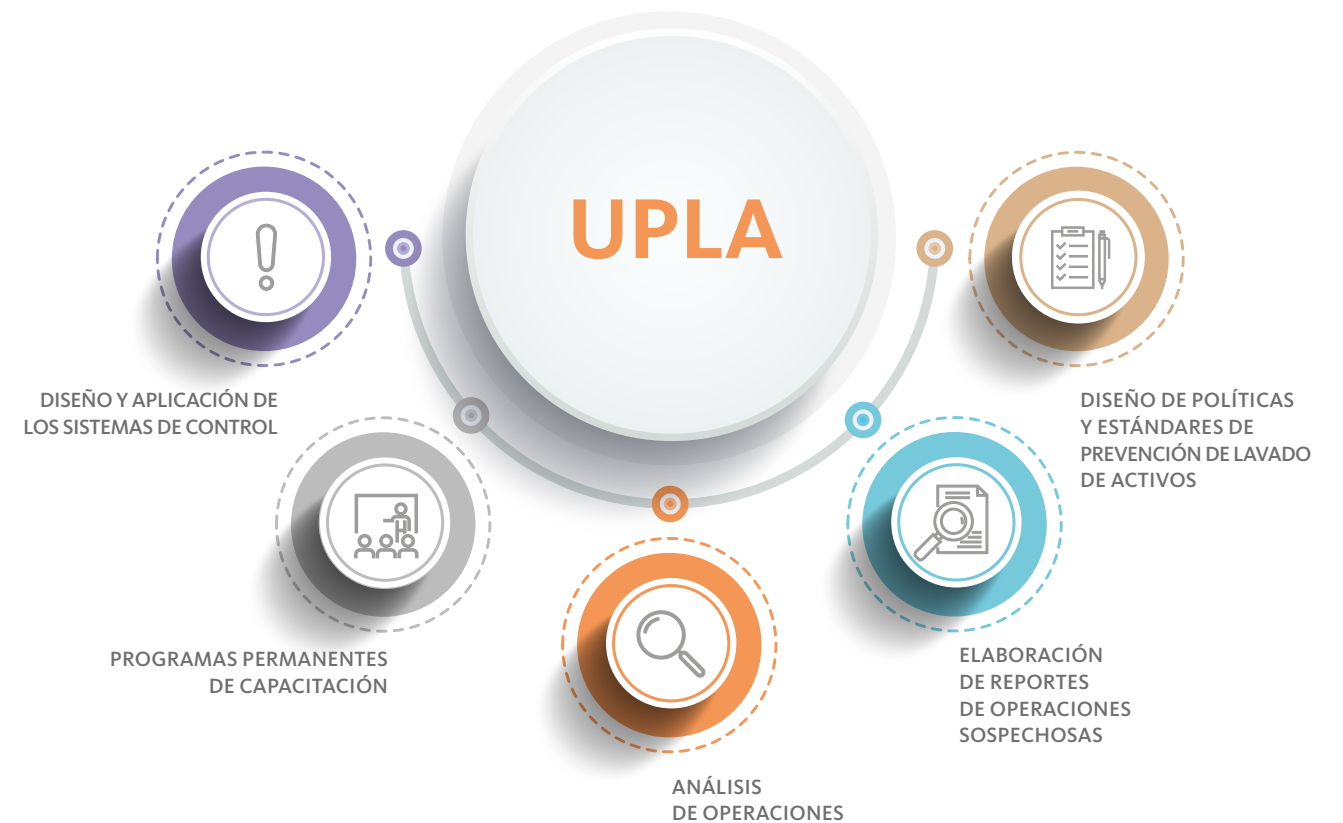 UPLA
DISEÑO Y APLICACIÓN DE
LOS SISTEMAS DE CONTROL
PROGRAMAS PERMANENTES
DE CAPACITACIÓN
ANÁLISIS
DE OPERACIONES
ELABORACIÓN
DE REPORTES
DE OPERACIONES
SOSPECHOSAS
DISEÑO DE POLÍTICAS
Y ESTÁNDARES DE
PREVENCIÓN DE LAVADO
DE ACTIVOS